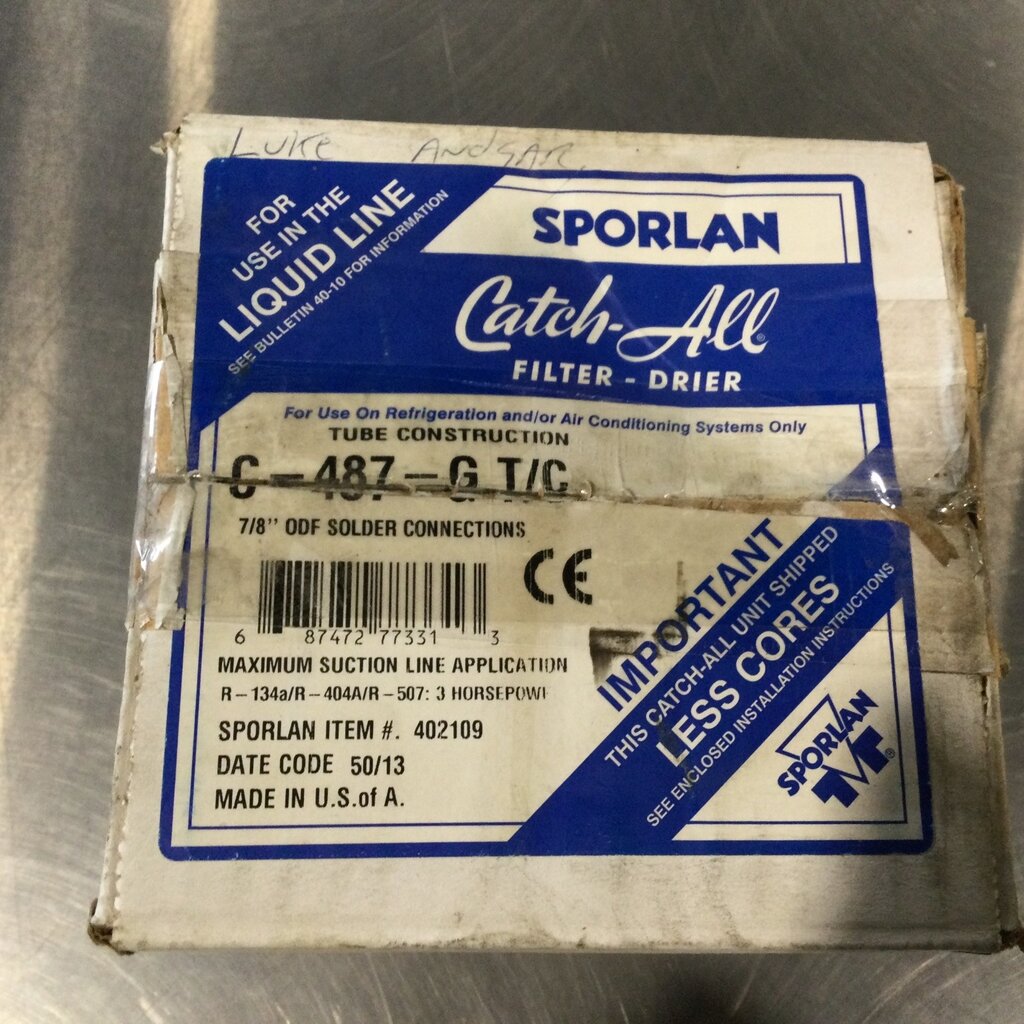 LUKE ANDGAR
FOR
USE IN THE
LIQUID LINE
SEE BULLETIN 40-10 FOR INFORMATION
SPORLAN
Catch-All®
FILTER - DRIER
For Use On Refrigeration and/or Air Conditioning Systems Only
TUBE CONSTRUCTION
C-487-G T/C
7/8" ODF SOLDER CONNECTIONS
CE
6 87472 77331 3
MAXIMUM SUCTION LINE APPLICATION
R-134a/R-404A/R-507: 3 HORSEPOWE
SPORLAN ITEM #. 402109
DATE CODE 50/13
MADE IN U.S.of A.
IMPORTANT
THIS CATCH-ALL UNIT SHIPPED
LESS CORES
SEE ENCLOSED INSTALLATION INSTRUCTIONS
SPORLAN
®